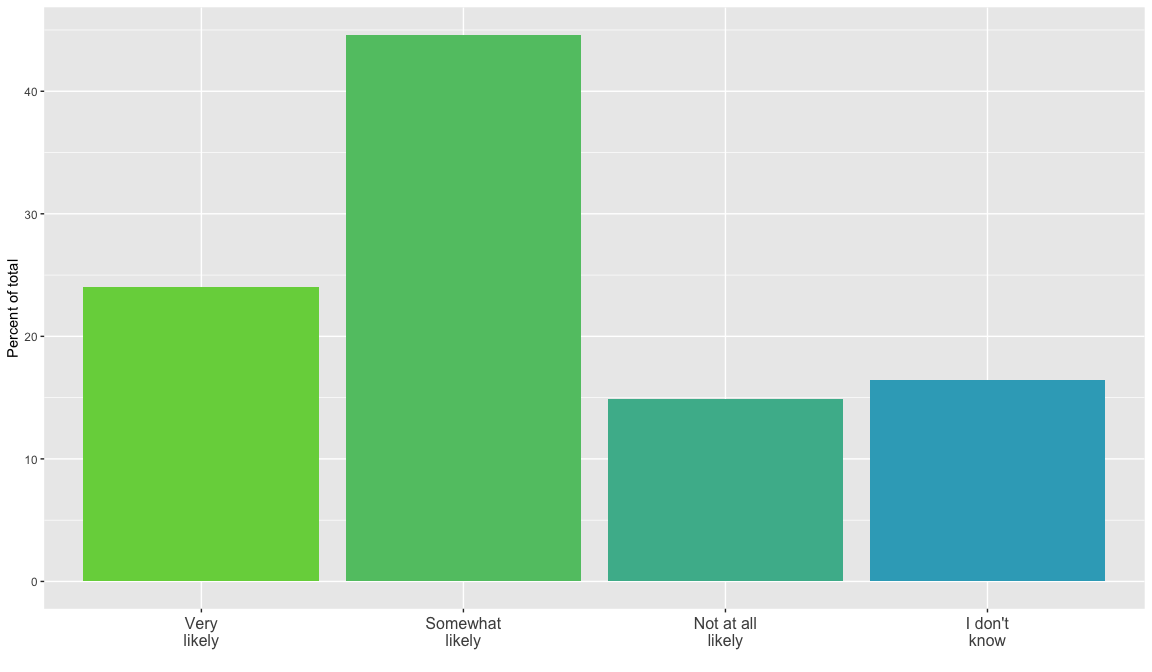 Percent of total
40
30
20
10
0
Very
likely
Somewhat
likely
Not at all
likely
I don't
know